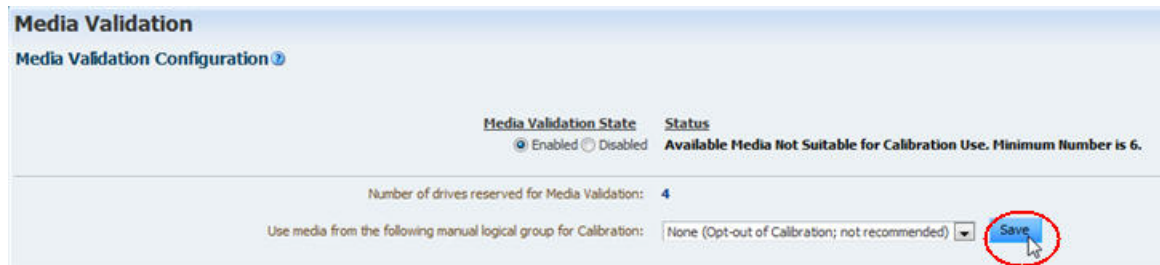 Media Validation
Media Validation Configuration ?
Media Validation State Status
Enabled Disabled Available Media Not Suitable for Calibration Use. Minimum Number is 6.
Number of drives reserved for Media Validation: 4
Use media from the following manual logical group for Calibration: None (Opt-out of Calibration; not recommended) Save